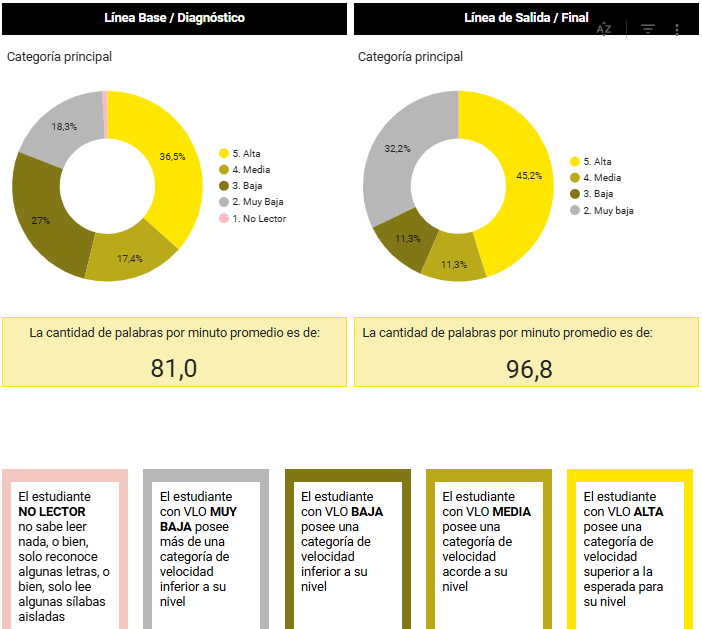 Línea Base / Diagnóstico
Categoría principal
18,3%
36,5%
27%
17,4%
5. Alta
4. Media
3. Baja
2. Muy Baja
1. No Lector
La cantidad de palabras por minuto promedio es de:
81,0
Línea de Salida / Final
AZ
Categoría principal
32,2%
45,2%
11,3%
11,3%
5. Alta
4. Media
3. Baja
2. Muy baja
La cantidad de palabras por minuto promedio es de:
96,8
El estudiante
NO LECTOR
no sabe leer
nada, o bien,
solo reconoce
algunas letras, o
bien, solo lee
algunas sílabas
aisladas
El estudiante
con VLO MUY
BAJA posee
más de una
categoría de
velocidad
inferior a su
nivel
El estudiante
con VLO BAJA
posee una
categoría de
velocidad
inferior a su
nivel
El estudiante
con VLO MEDIA
posee una
categoría de
velocidad
acorde a su
nivel
El estudiante
con VLO ALTA
posee una
categoría de
velocidad
superior a la
esperada para
su nivel